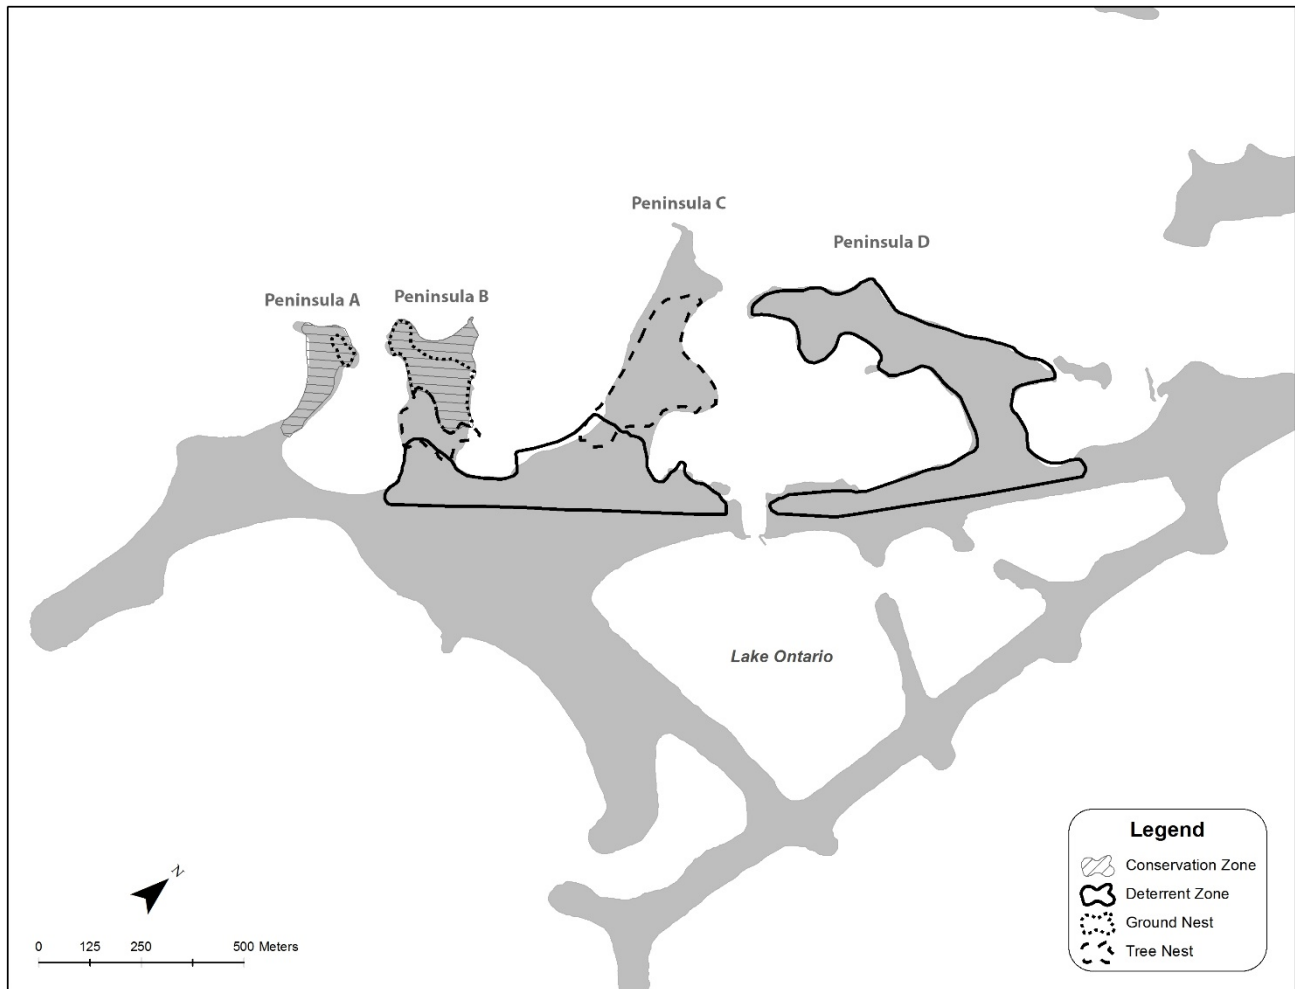 Peninsula C
Peninsula D
Peninsula A
Peninsula B
Lake Ontario
Legend
Conservation Zone
Deterrent Zone
Ground Nest
Tree Nest
N
0 125 250 500 Meters